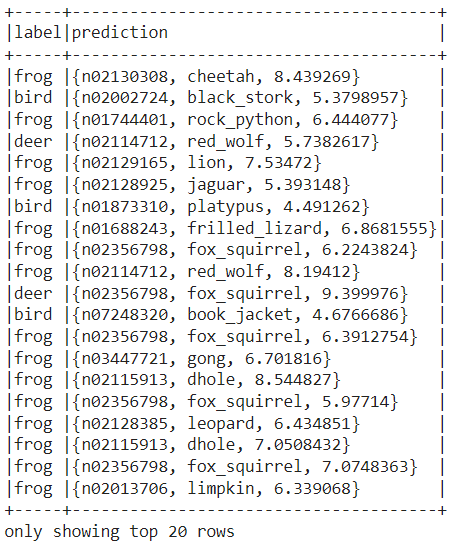 +-----+----------------------------------+
|label|prediction                        |
+-----+----------------------------------+
|frog |{n02130308, cheetah, 8.439269}    |
|bird |{n02002724, black_stork, 5.3798957}  |
|frog |{n01744401, rock_python, 6.444077}   |
|deer |{n02114712, red_wolf, 5.7382617}  |
|frog |{n02129165, lion, 7.53472}        |
|frog |{n02128925, jaguar, 5.393148}     |
|bird |{n01873310, platypus, 4.491262}   |
|frog |{n01688243, frilled_lizard, 6.8681555}|
|frog |{n02356798, fox_squirrel, 6.2243824} |
|frog |{n02114712, red_wolf, 8.19412}    |
|deer |{n02356798, fox_squirrel, 9.399976}  |
|bird |{n07248320, book_jacket, 4.6766686}  |
|frog |{n02356798, fox_squirrel, 6.3912754} |
|frog |{n03447721, gong, 6.701816}       |
|frog |{n02115913, dhole, 8.544827}      |
|frog |{n02356798, fox_squirrel, 5.97714}   |
|frog |{n02128385, leopard, 6.434851}    |
|frog |{n02115913, dhole, 7.0508432}     |
|frog |{n02356798, fox_squirrel, 7.0748363} |
|frog |{n02013706, limpkin, 6.339068}    |
+-----+----------------------------------+
only showing top 20 rows